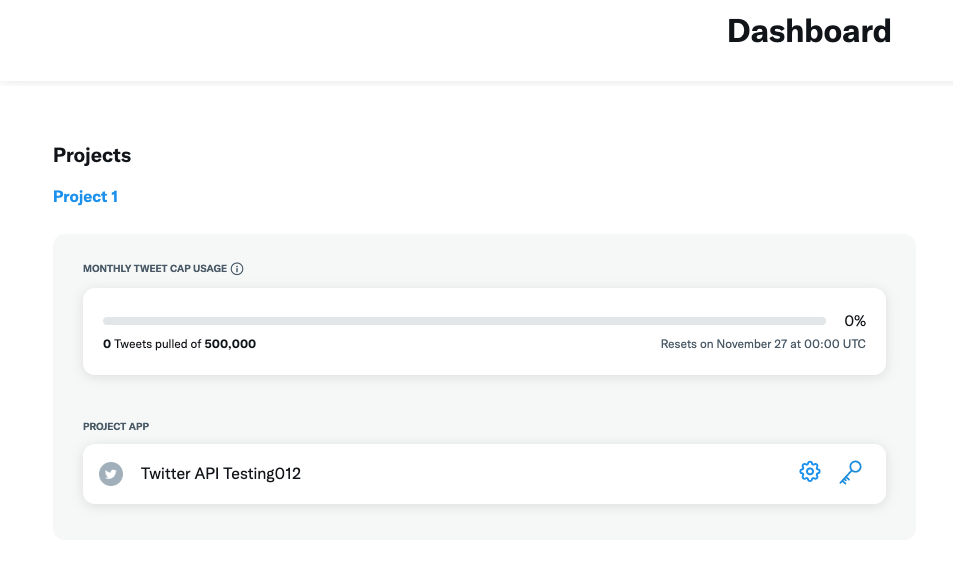 Dashboard
Projects
Project 1
MONTHLY TWEET CAP USAGE
0%
0 Tweets pulled of 500,000
Resets on November 27 at 00:00 UTC
PROJECT APP
Twitter API Testing012